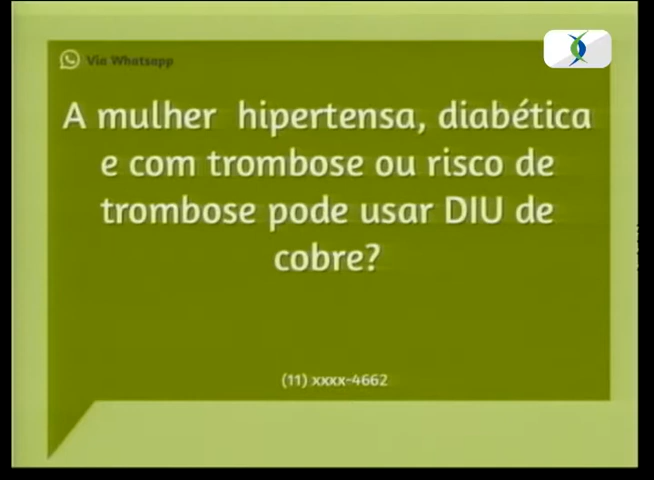 Via Whatsapp
A mulher hipertensa, diabética
e com trombose ou risco de
trombose pode usar DIU de
cobre?
(11) xxxx-4662